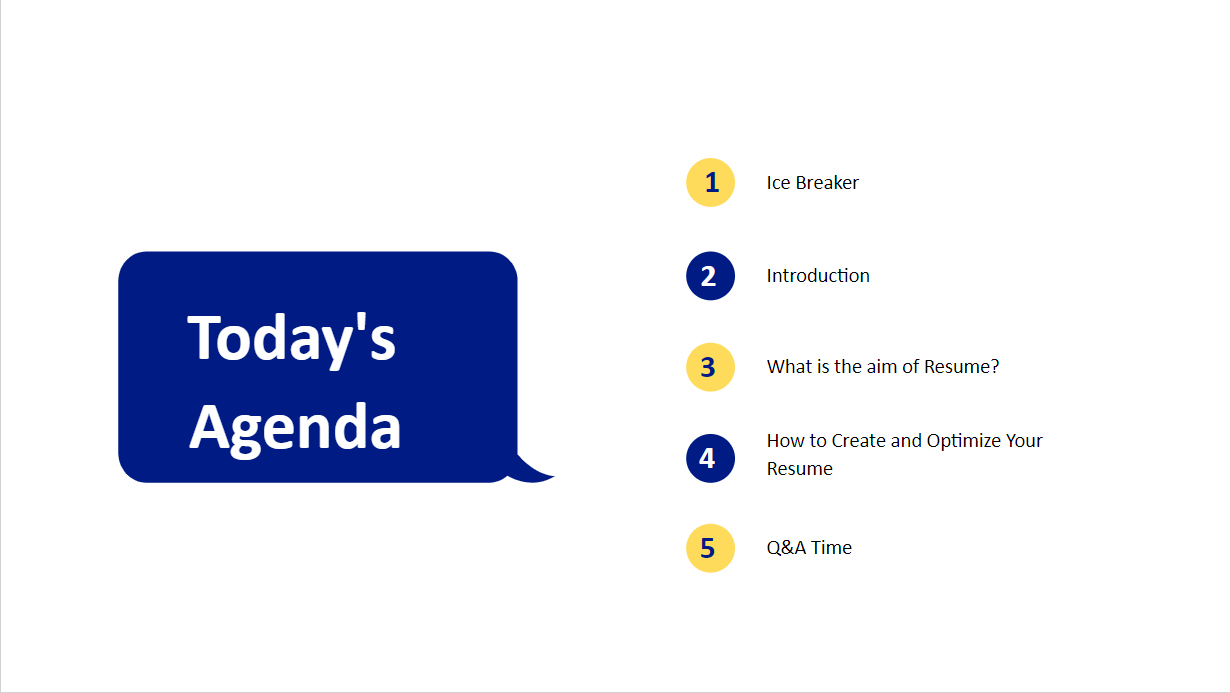 Today's
Agenda
1 Ice Breaker
2 Introduction
3 What is the aim of Resume?
4 How to Create and Optimize Your
Resume
5 Q&A Time